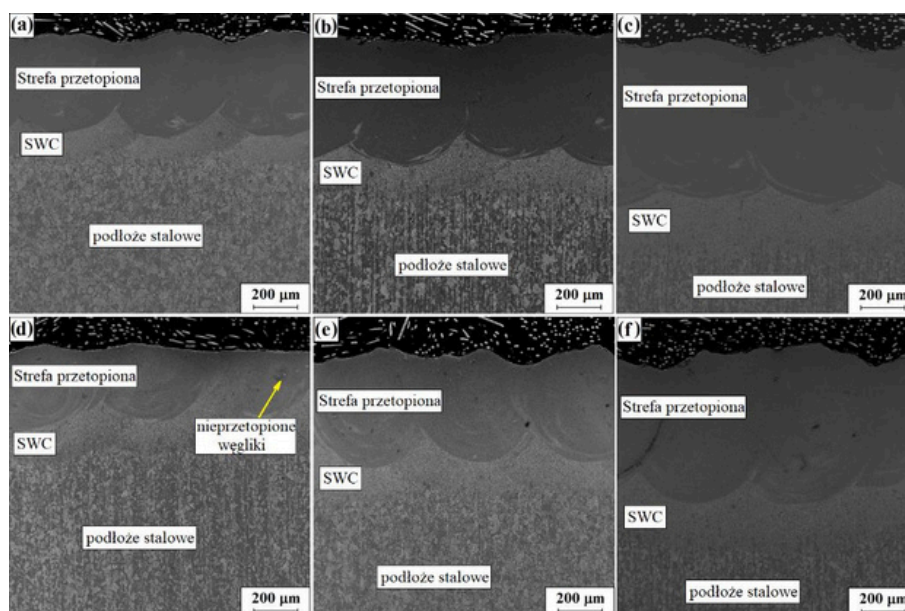 (a)
Strefa przetopiona
SWC
podłoże stalowe
200 μm
(b)
Strefa przetopiona
SWC
podłoże stalowe
200 μm
(c)
Strefa przetopiona
SWC
podłoże stalowe
200 μm
(d)
Strefa przetopiona
nieprzetopione
węgliki
SWC
podłoże stalowe
200 μm
(e)
Strefa przetopiona
SWC
podłoże stalowe
200 μm
(f)
Strefa przetopiona
SWC
podłoże stalowe
200 μm